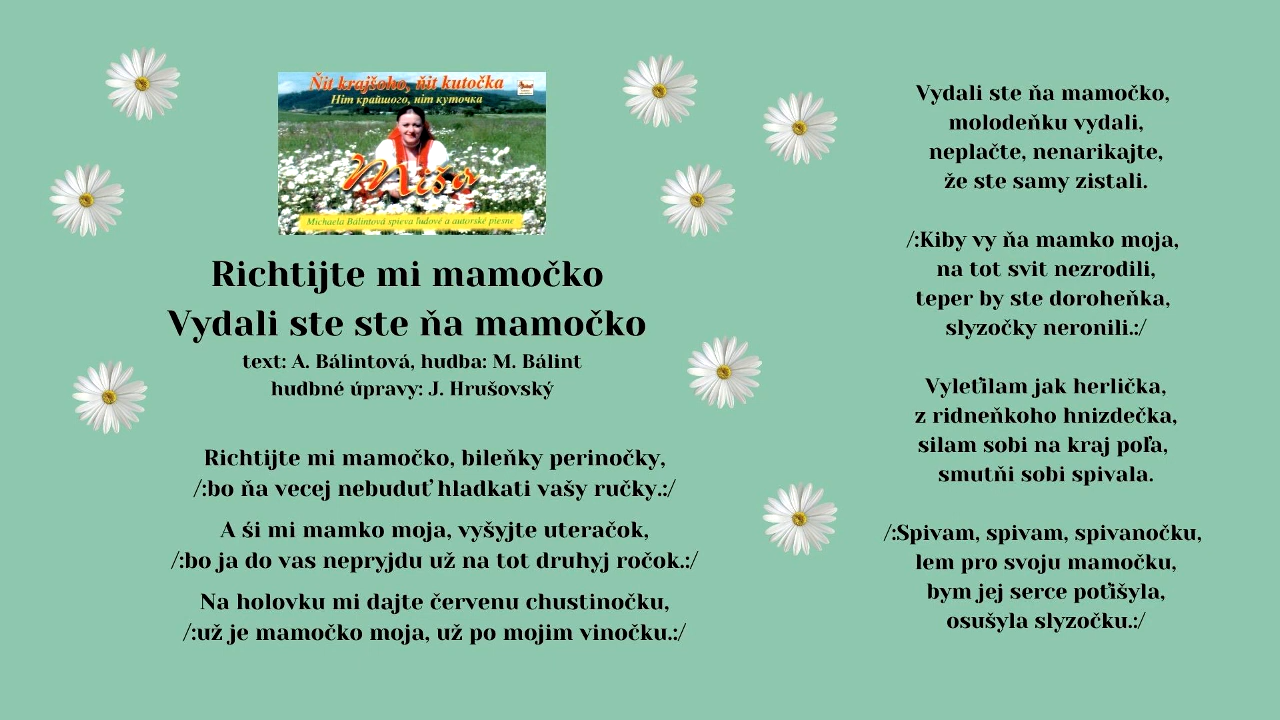 Ňit krajšoho, ňit kutočka
Нїт крайшого, нїт куточка
Miša
Michaela Bálintová spieva ľudové a autorské piesne
Richtijte mi mamočko
Vydali ste ste ňa mamočko
text: A. Bálintová, hudba: M. Bálint
hudbné úpravy: J. Hrušovský
Richtijte mi mamočko, bileňky perinočky,
/:bo ňa vecej nebuduť hladkati vašy ručky.:/
A śi mi mamko moja, vyšyjte uteračok,
/:bo ja do vas nepryjdu už na tot druhyj ročok.:/
Na holovku mi dajte červenu chustinočku,
/:už je mamočko moja, už po mojim vinočku.:/
Vydali ste ňa mamočko,
molodeňku vydali,
neplačte, nenarikajte,
že ste samy zistali.
/:Kiby vy ňa mamko moja,
na tot svit nezrodili,
teper by ste doroheňka,
slyzočky neronili.:/
Vyleťilam jak herlička,
z ridneňkoho hnizdečka,
silam sobi na kraj poľa,
smutňi sobi spivala.
/:Spivam, spivam, spivanočku,
lem pro svoju mamočku,
bym jej serce poťišyla,
osušyla slyzočku.:/